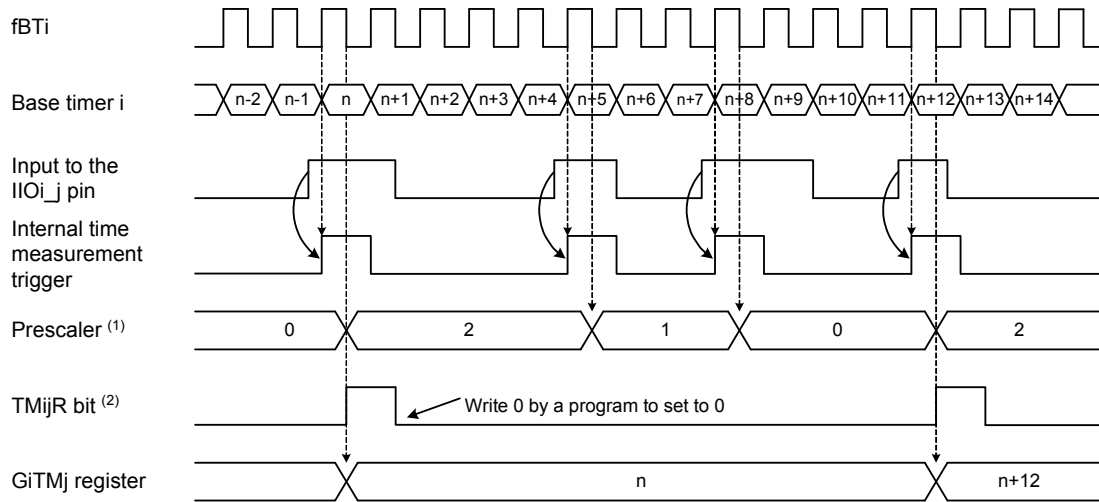 fBTi
Base timer i
n-2 n-1 n n+1 n+2 n+3 n+4 n+5 n+6 n+7 n+8 n+9 n+10 n+11 n+12 n+13 n+14
Input to the
IIOi_j pin
Internal time
measurement
trigger
Prescaler (1)
0 2 1 0 2
TMijR bit (2)
Write 0 by a program to set to 0
GiTMj register
n n+12